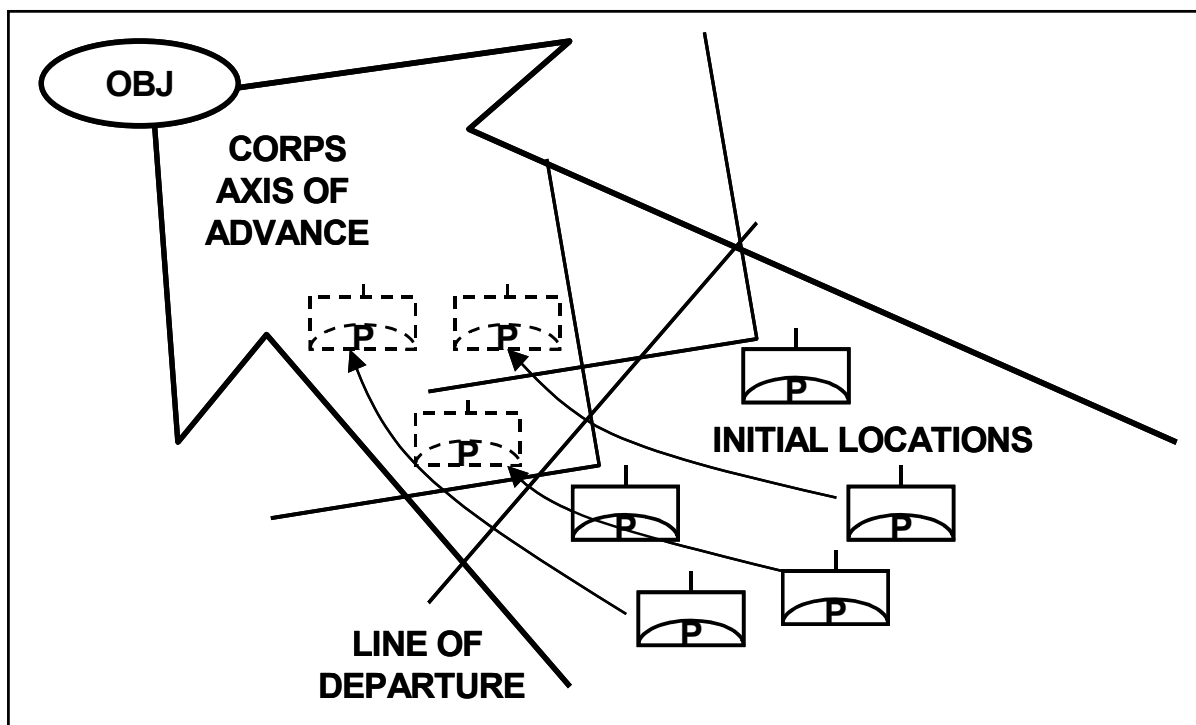 OBJ
CORPS
AXIS OF
ADVANCE
P
P
P
P
INITIAL LOCATIONS
P
P
P
P
LINE OF
DEPARTURE